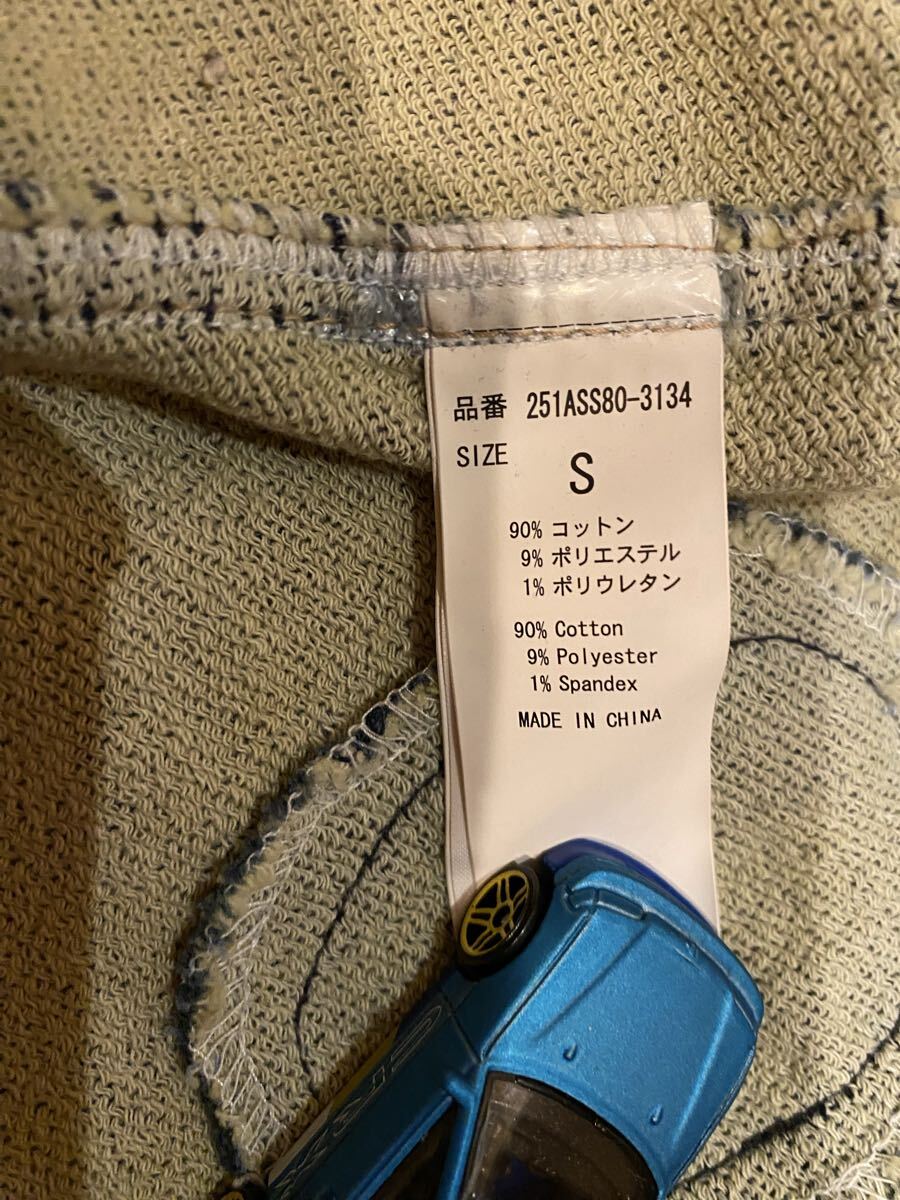 品番 251ASS80-3134
SIZE S
90% コットン
9% ポリエステル
1% ポリウレタン
90% Cotton
9% Polyester
1% Spandex
MADE IN CHINA